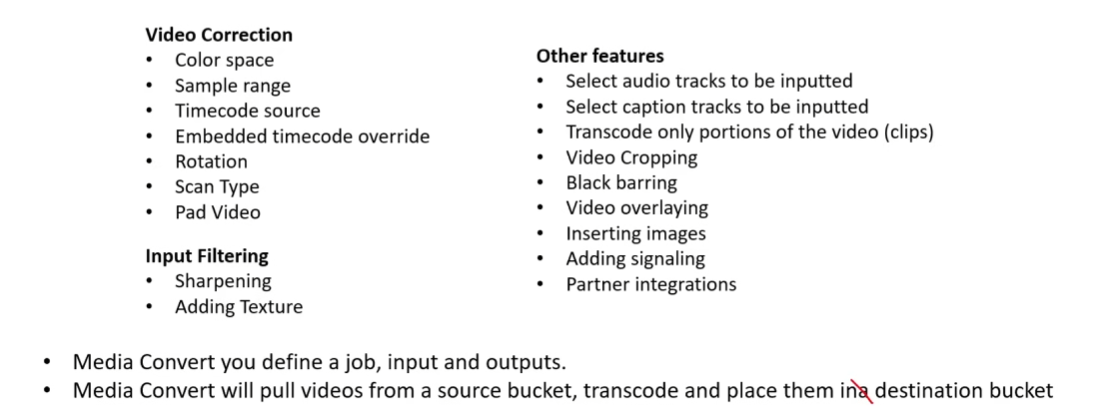 Video Correction
• Color space
• Sample range
• Timecode source
• Embedded timecode override
• Rotation
• Scan Type
• Pad Video
Input Filtering
• Sharpening
• Adding Texture
Other features
• Select audio tracks to be inputted
• Select caption tracks to be inputted
• Transcode only portions of the video (clips)
• Video Cropping
• Black barring
• Video overlaying
• Inserting images
• Adding signaling
• Partner integrations
• Media Convert you define a job, input and outputs.
• Media Convert will pull videos from a source bucket, transcode and place them ina destination bucket